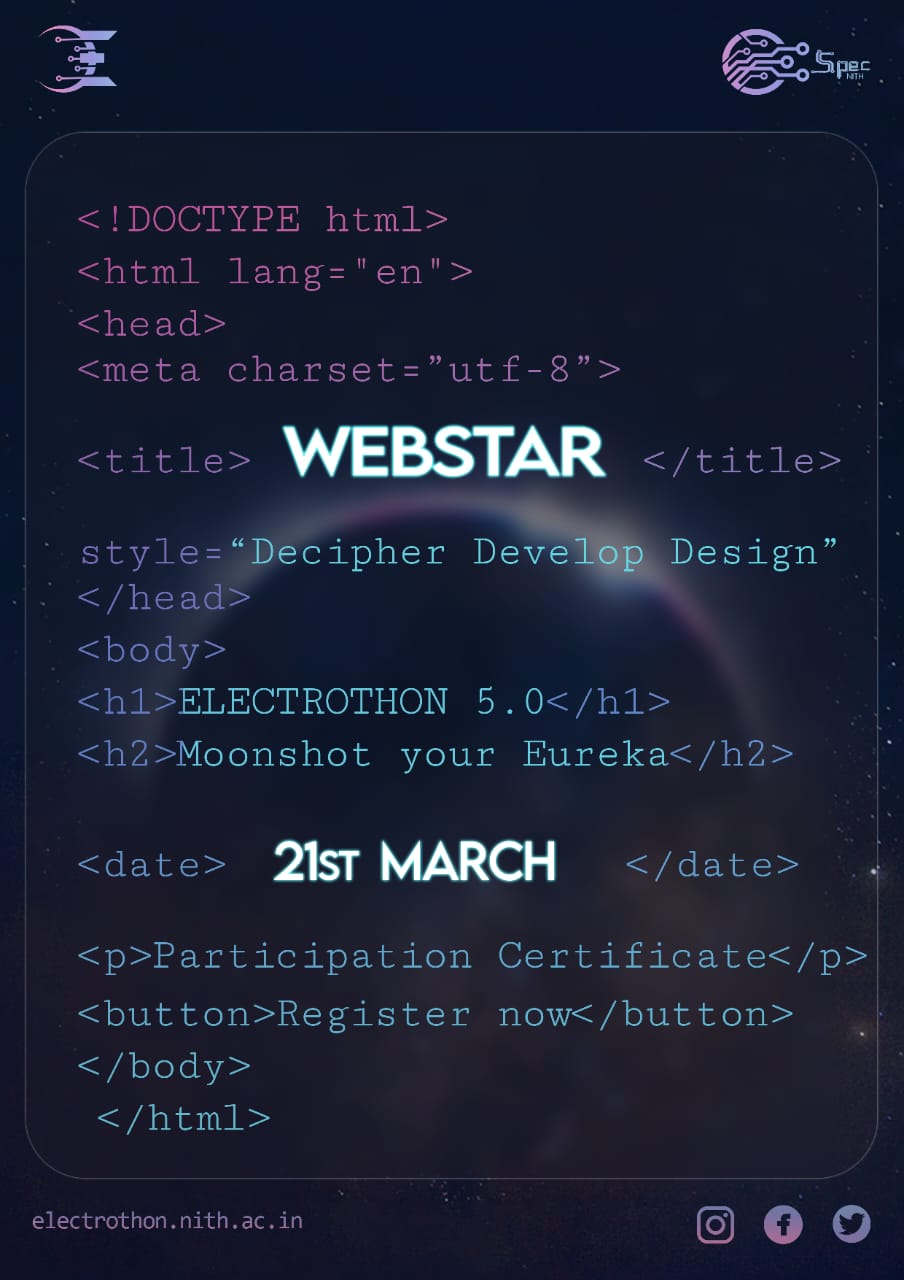 Spec
NITH
<!DOCTYPE html>
<html lang="en">
<head>
<meta charset=”utf-8”>
<title> WEBSTAR </title>
style=“Decipher Develop Design”
</head>
<body>
<h1>ELECTROTHON 5.0</h1>
<h2>Moonshot your Eureka</h2>
<date> 21ST MARCH </date>
<p>Participation Certificate</p>
<button>Register now</button>
</body>
</html>
electrothon.nith.ac.in